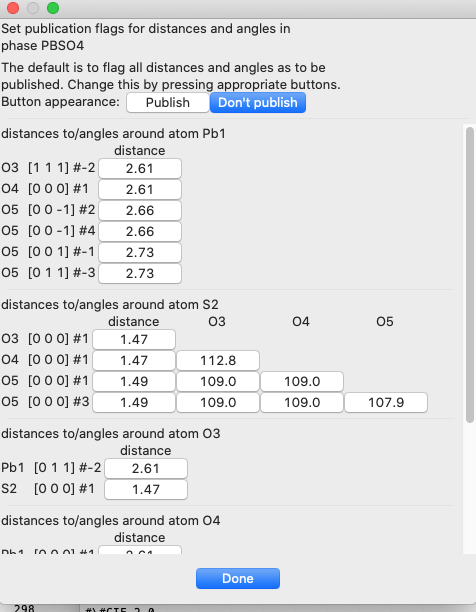 Set publication flags for distances and angles in
phase PBSO4
The default is to flag all distances and angles as to be
published. Change this by pressing appropriate buttons.
Button appearance: Publish Don't publish
distances to/angles around atom Pb1
distance
O3 [1 1 1] #-2 2.61
O4 [0 0 0] #1 2.61
O5 [0 0 -1] #2 2.66
O5 [0 0 -1] #4 2.66
O5 [0 0 1] #-1 2.73
O5 [0 1 1] #-3 2.73
distances to/angles around atom S2
distance O3 O4 O5
O3 [0 0 0] #1 1.47
O4 [0 0 0] #1 1.47 112.8
O5 [0 0 0] #1 1.49 109.0 109.0
O5 [0 0 0] #3 1.49 109.0 109.0 107.9
distances to/angles around atom O3
distance
Pb1 [0 1 1] #-2 2.61
S2 [0 0 0] #1 1.47
distances to/angles around atom O4
distance
Pb1 [0 0 0] #1 2.61
Done
298